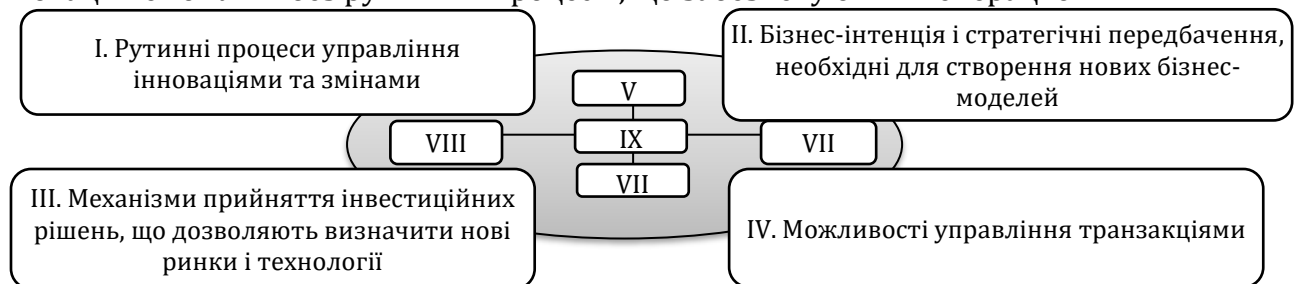 I. Рутинні процеси управління
інноваціями та змінами
II. Бізнес-інтенція і стратегічні передбачення,
необхідні для створення нових бізнес-
моделей
V
VIII
IX
VII
VII
III. Механізми прийняття інвестиційних
рішень, що дозволяють визначити нові
ринки і технології
IV. Можливості управління транзакціями